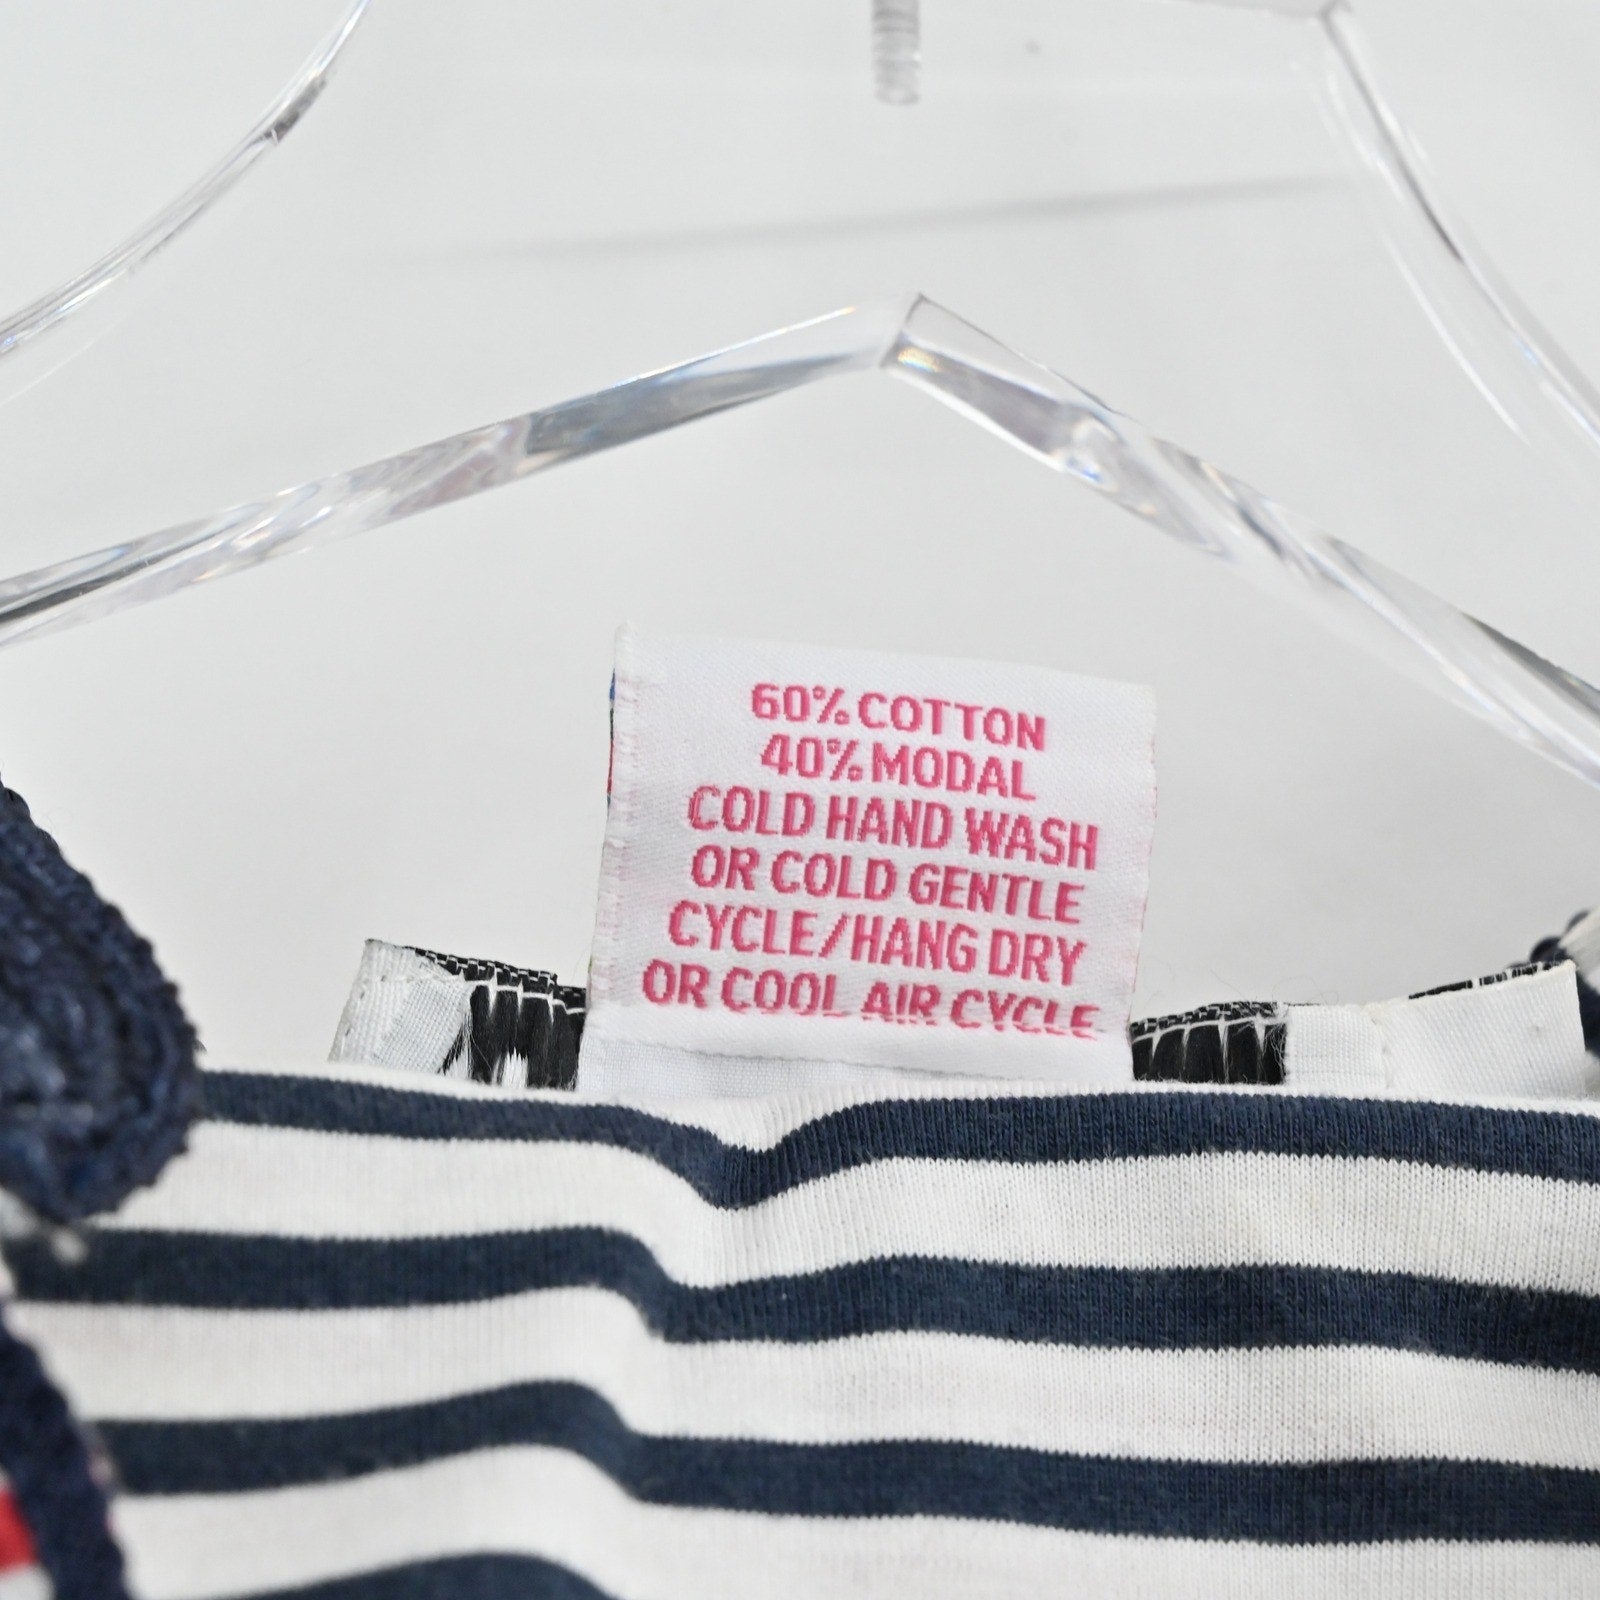 60% COTTON
40% MODAL
COLD HAND WASH
OR COLD GENTLE
CYCLE/HANG DRY
OR COOL AIR CYCLE